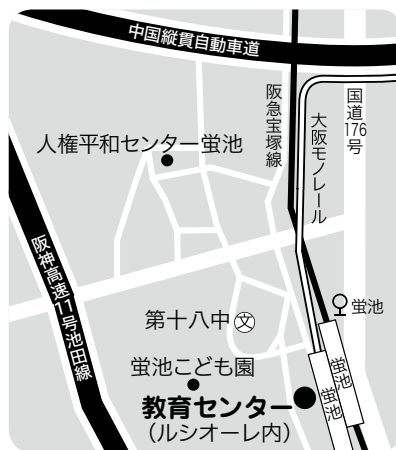 中国縦貫自動車道
阪急宝塚線
大阪モノレール
国道176号
人権平和センター蛍池
阪神高速11号池田線
蛍池
第十八中
文
蛍池こども園
蛍池
蛍池
教育センター
（ルシオーレ内）